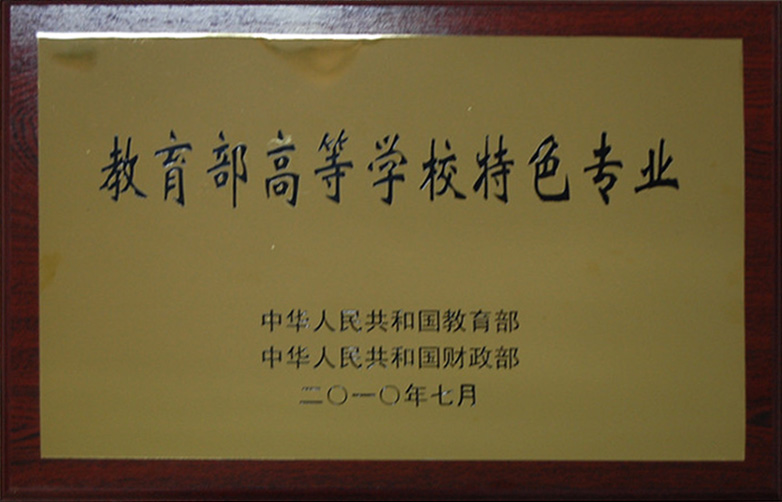 教育部高等学校特色专业
中华人民共和国教育部
中华人民共和国财政部
二〇一〇年七月